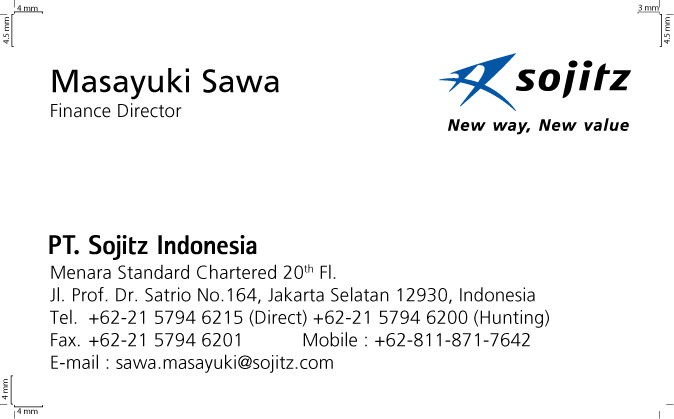 4 mm
3 mm
4.5 mm
4.5 mm
Masayuki Sawa
Finance Director
sojitz
New way, New value
PT. Sojitz Indonesia
Menara Standard Chartered 20th Fl.
Jl. Prof. Dr. Satrio No.164, Jakarta Selatan 12930, Indonesia
Tel. +62-21 5794 6215 (Direct) +62-21 5794 6200 (Hunting)
Fax. +62-21 5794 6201 Mobile : +62-811-871-7642
E-mail : sawa.masayuki@sojitz.com
4 mm
4 mm